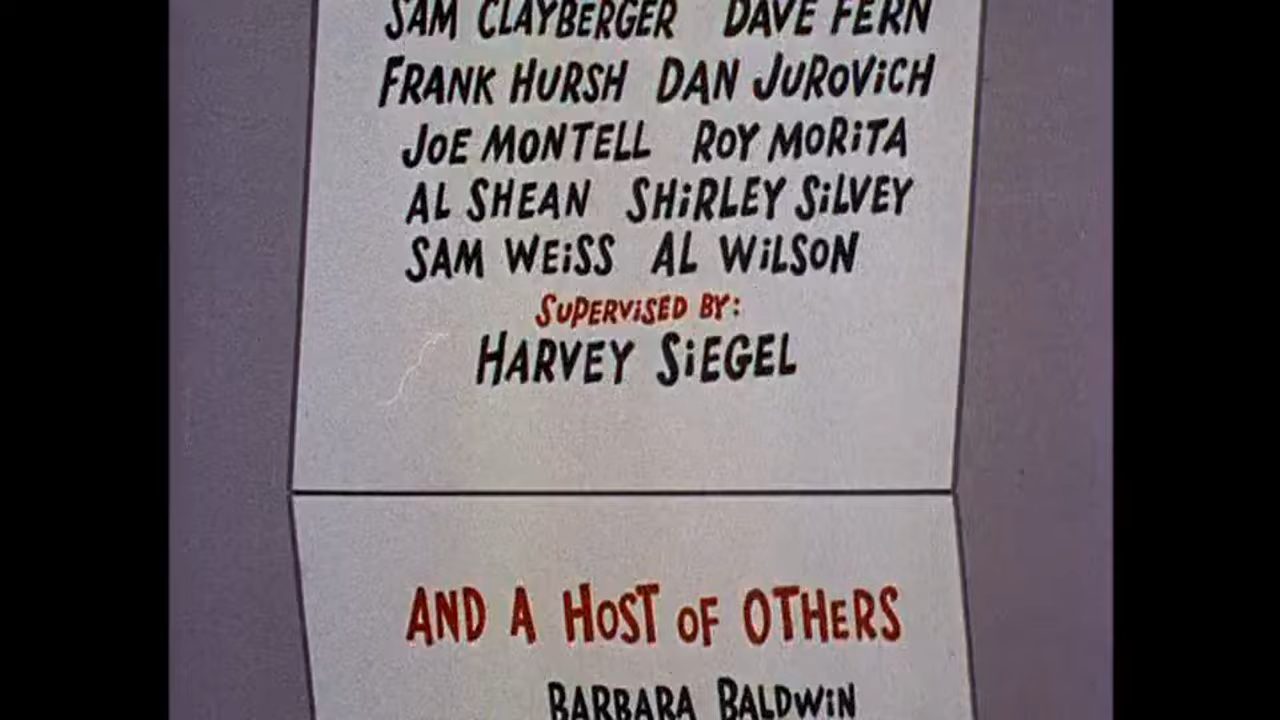 SAM CLAYBERGER DAVE FERN
FRANK HURSH DAN JUROViCH
JOE MONTELL ROY MORiTA
AL SHEAN SHiRLEY SiLVEY
SAM WEiSS AL WiLSON
SUPERViSED BY:
HARVEY SiEGEL
AND A HOST OF OTHERS
BARBARA BALDWiN